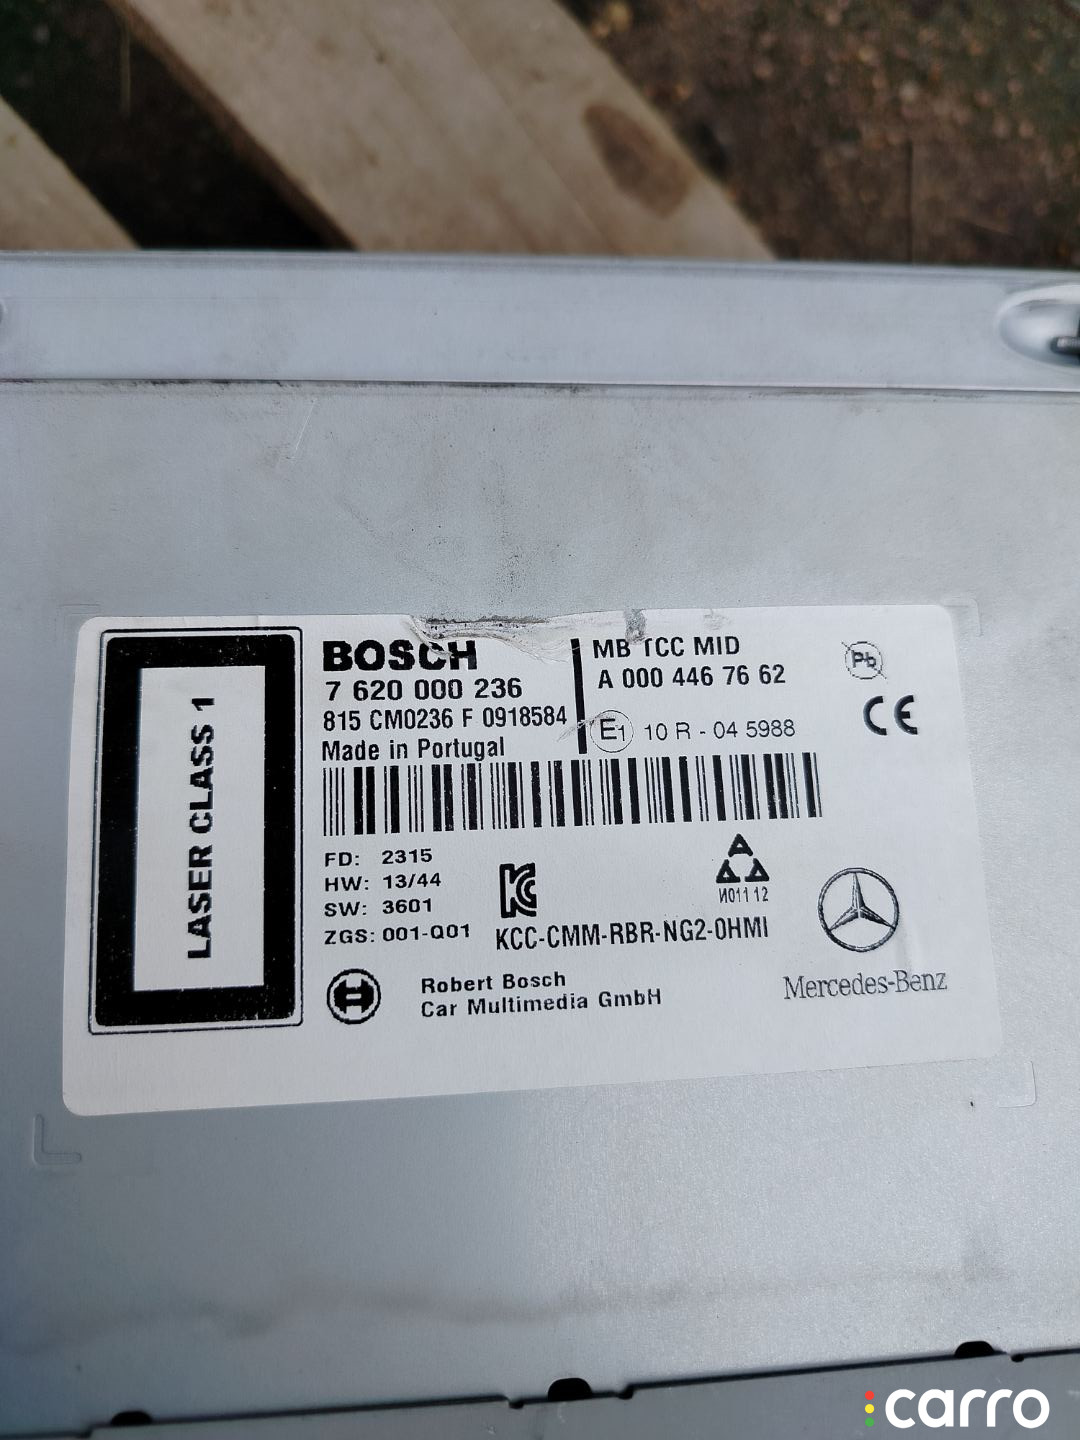 LASER CLASS 1
BOSCH
7 620 000 236
815 CM0236 F 0918584
Made in Portugal
MB TCC MID
A 000 446 76 62
E1 10 R - 04 5988
Pb
CE
FD: 2315
HW: 13/44
SW: 3601
ZGS: 001-Q01
KC
И011 12
KCC-CMM-RBR-NG2-0HMI
Robert Bosch
Car Multimedia GmbH
Mercedes-Benz
carro